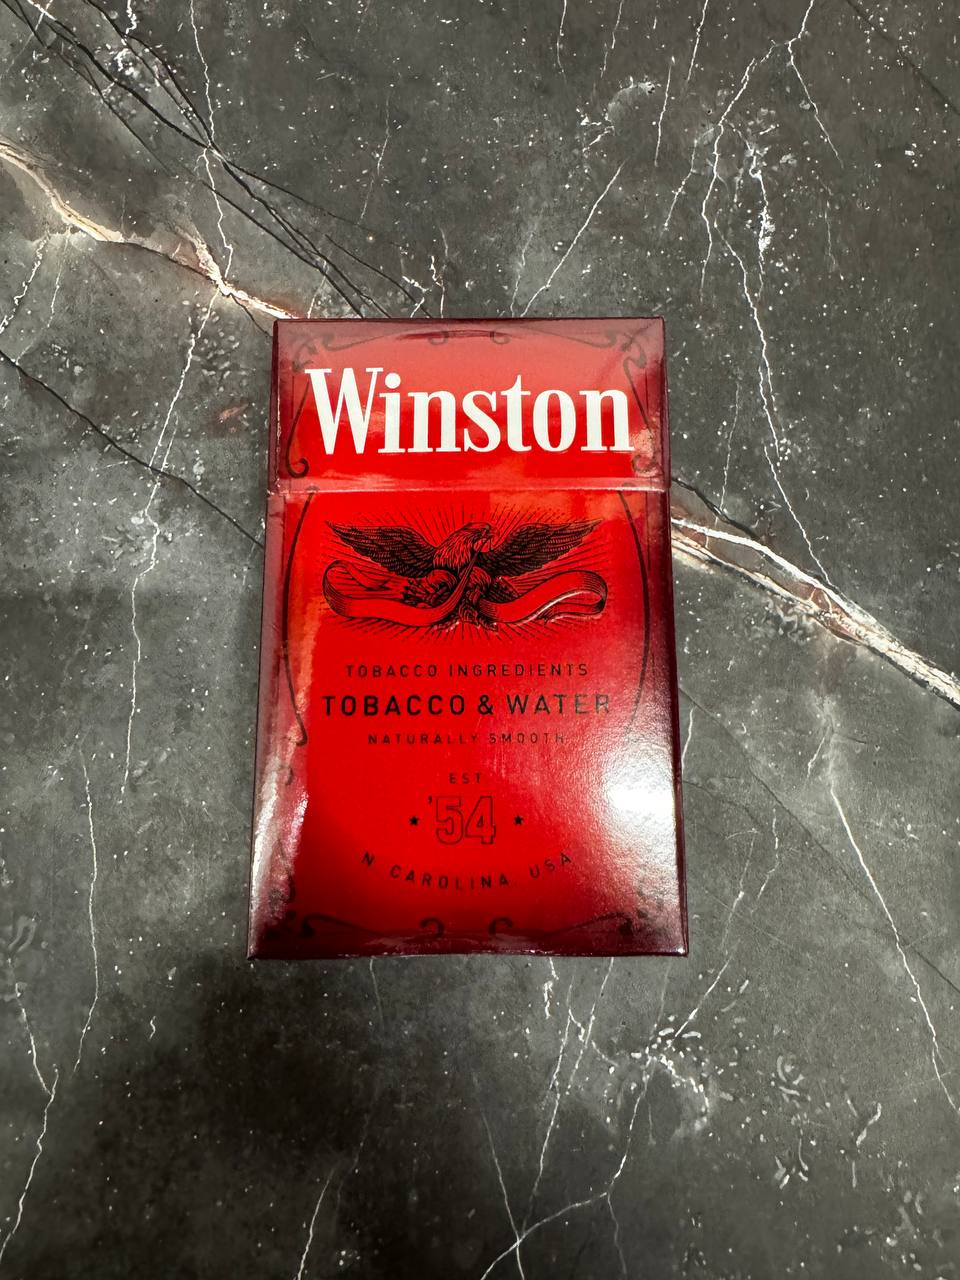 Winston
TOBACCO INGREDIENTS
TOBACCO & WATER
NATURALLY SMOOTH
EST
'54
N CAROLINA, USA